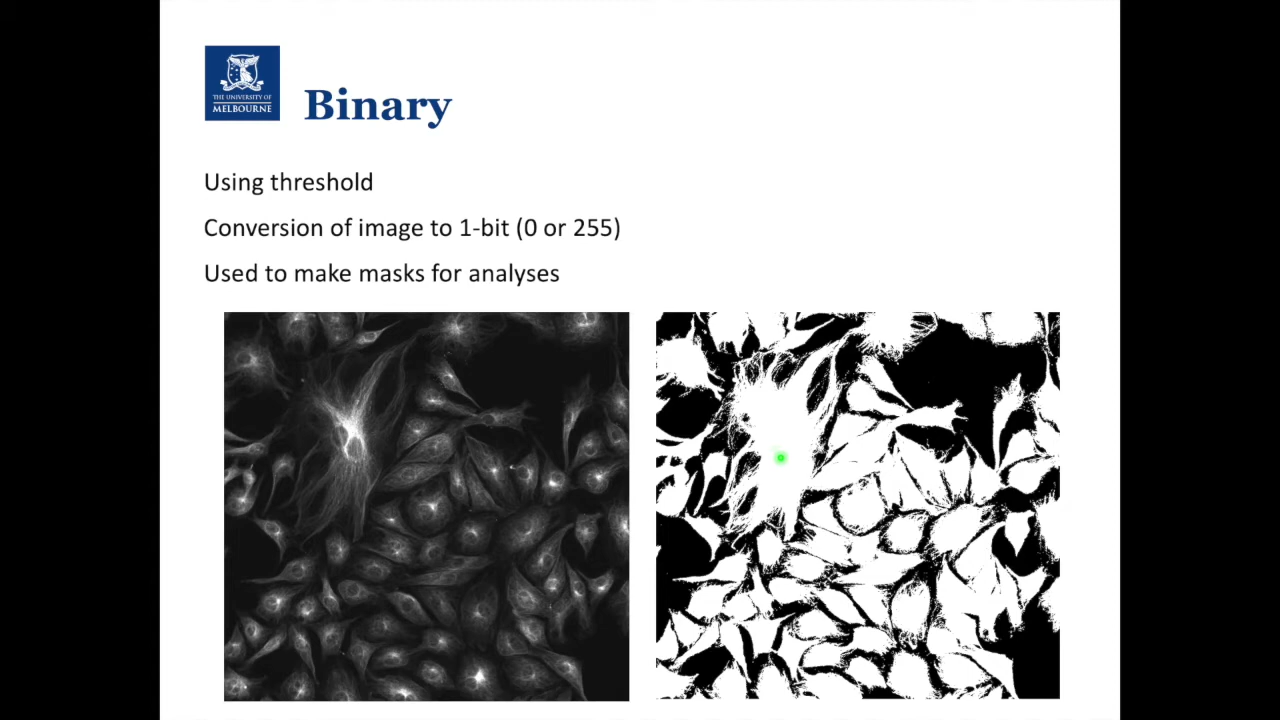 THE UNIVERSITY OF
MELBOURNE
Binary
Using threshold
Conversion of image to 1-bit (0 or 255)
Used to make masks for analyses